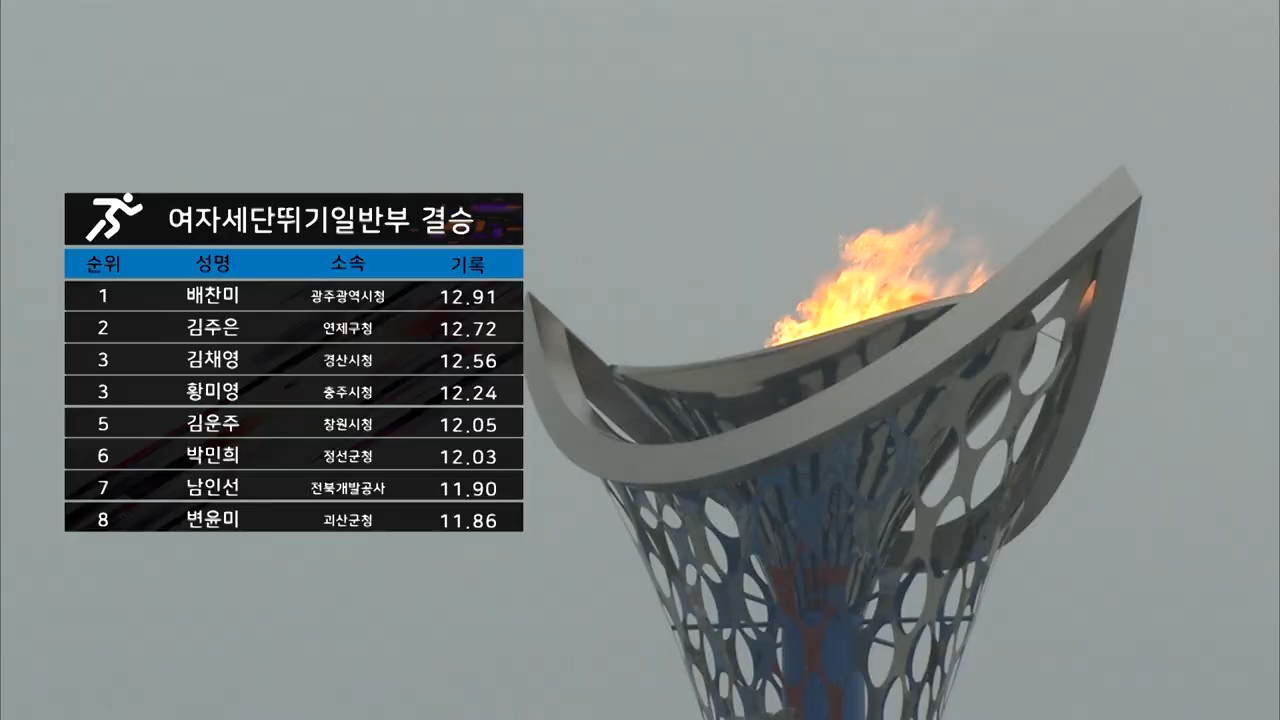 여자세단뛰기일반부 결승
순위 성명 소속 기록
1 배찬미 광주광역시청 12.91
2 김주은 연제구청 12.72
3 김채영 경산시청 12.56
3 황미영 충주시청 12.24
5 김운주 창원시청 12.05
6 박민희 정선군청 12.03
7 남인선 전북개발공사 11.90
8 변윤미 괴산군청 11.86